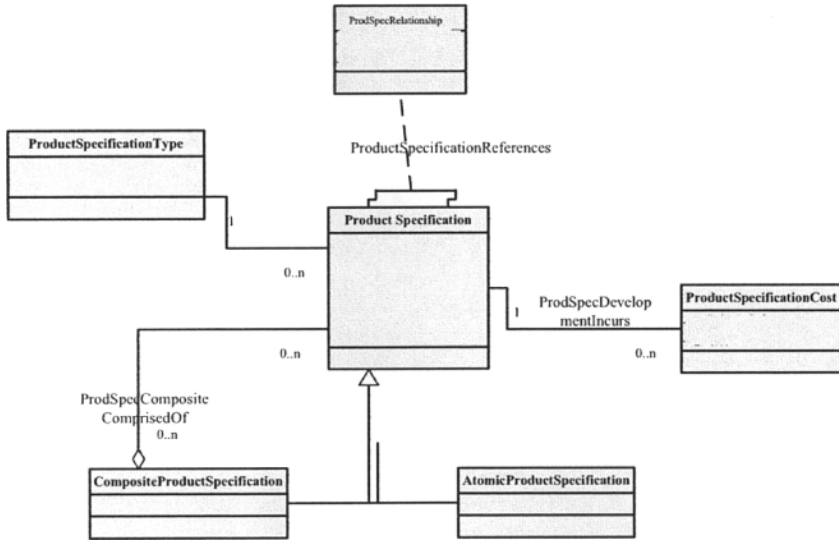 ProdSpecRelationship
ProductSpecificationReferences
ProductSpecificationType
1
0..n
Product Specification
ProdSpecDevelop
mentIncurs
1
0..n
ProductSpecificationCost
0..n
ProdSpecComposite
ComprisedOf
0..n
CompositeProductSpecification
AtomicProductSpecification